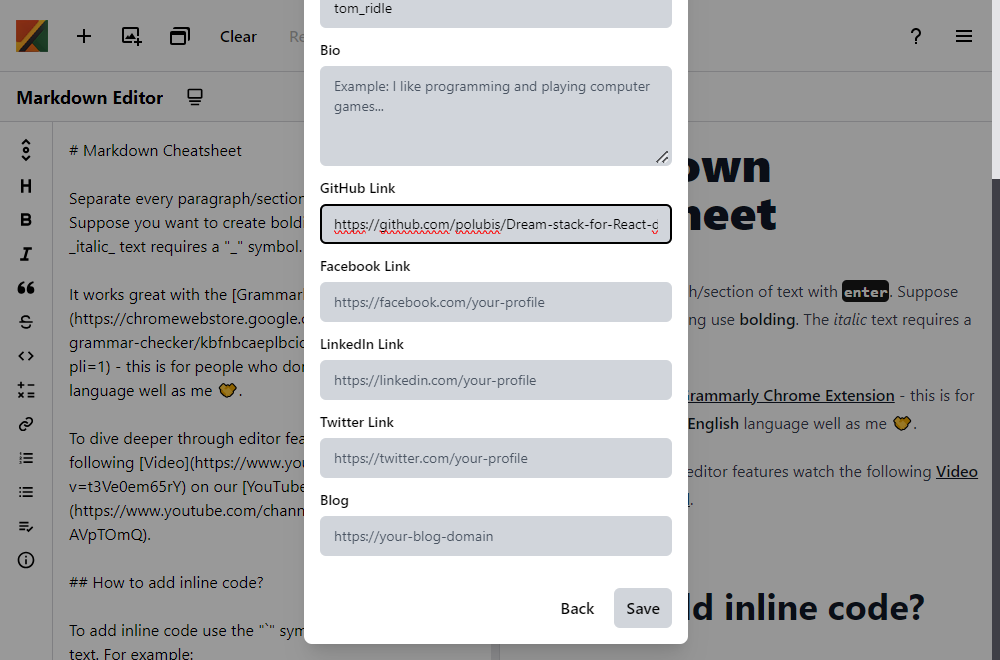 Clear
Re
?
Markdown Editor
# Markdown Cheatsheet
Separate every paragraph/section
Suppose you want to create boldi
_italic_ text requires a "_" symbol.
It works great with the [Grammar
(https://chromewebstore.google.c
grammar-checker/kbfnbcaeplbcio
pli=1) - this is for people who don
language well as me
To dive deeper through editor fea
following [Video](https://www.you
v=t3Ve0em65rY) on our [YouTube
(https://www.youtube.com/chann
AVpTOmQ).
## How to add inline code?
To add inline code use the "`" sym
text. For example:
tom_ridle
Bio
Example: I like programming and playing computer
games...
GitHub Link
https://github.com/polubis/Dream-stack-for-React-d
Facebook Link
https://facebook.com/your-profile
LinkedIn Link
https://linkedin.com/your-profile
Twitter Link
https://twitter.com/your-profile
Blog
https://your-blog-domain
Back
Save
own
heet
h/section of text with enter. Suppose
ng use bolding. The italic text requires a
Grammarly Chrome Extension - this is for
English language well as me
editor features watch the following Video
l.
dd inline code?